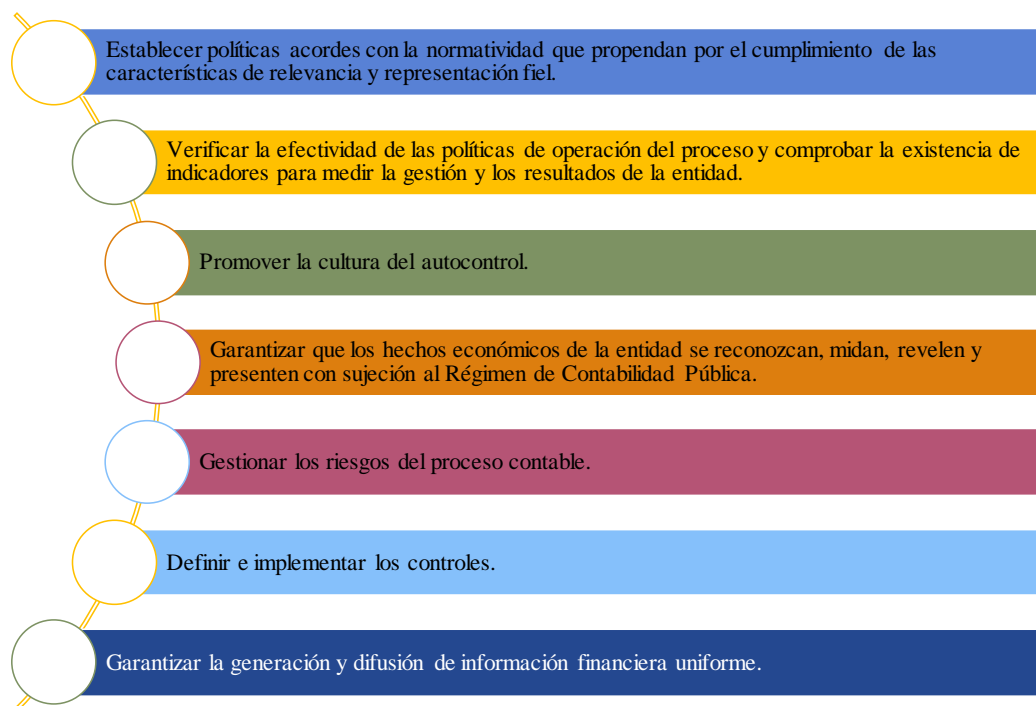 Establecer políticas acordes con la normatividad que propendan por el cumplimiento de las
características de relevancia y representación fiel.
Verificar la efectividad de las políticas de operación del proceso y comprobar la existencia de
indicadores para medir la gestión y los resultados de la entidad.
Promover la cultura del autocontrol.
Garantizar que los hechos económicos de la entidad se reconozcan, midan, revelen y
presenten con sujeción al Régimen de Contabilidad Pública.
Gestionar los riesgos del proceso contable.
Definir e implementar los controles.
Garantizar la generación y difusión de información financiera uniforme.